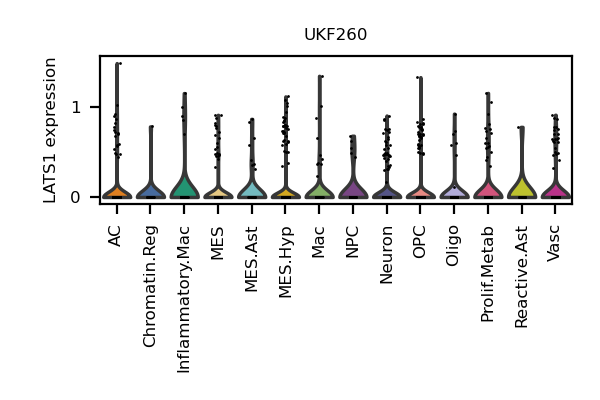 UKF260
LATS1 expression
1
0
AC
Chromatin.Reg
Inflammatory.Mac
MES
MES.Ast
MES.Hyp
Mac
NPC
Neuron
OPC
Oligo
Prolif.Metab
Reactive.Ast
Vasc